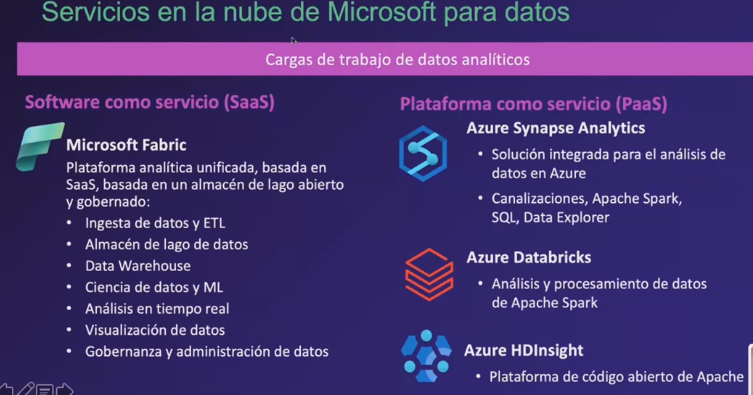 Servicios en la nube de Microsoft para datos
Cargas de trabajo de datos analíticos
Software como servicio (SaaS)
Microsoft Fabric
Plataforma analítica unificada, basada en
SaaS, basada en un almacén de lago abierto
y gobernado:
• Ingesta de datos y ETL
• Almacén de lago de datos
• Data Warehouse
• Ciencia de datos y ML
• Análisis en tiempo real
• Visualización de datos
• Gobernanza y administración de datos
Plataforma como servicio (PaaS)
Azure Synapse Analytics
• Solución integrada para el análisis de
datos en Azure
• Canalizaciones, Apache Spark,
SQL, Data Explorer
Azure Databricks
• Análisis y procesamiento de datos
de Apache Spark
Azure HDInsight
• Plataforma de código abierto de Apache